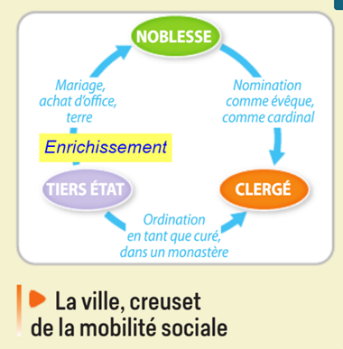 NOBLESSE
Mariage,
achat d'office,
terre
Nomination
comme évêque,
comme cardinal
Enrichissement
TIERS ÉTAT
CLERGÉ
Ordination
en tant que curé,
dans un monastère
La ville, creuset
de la mobilité sociale